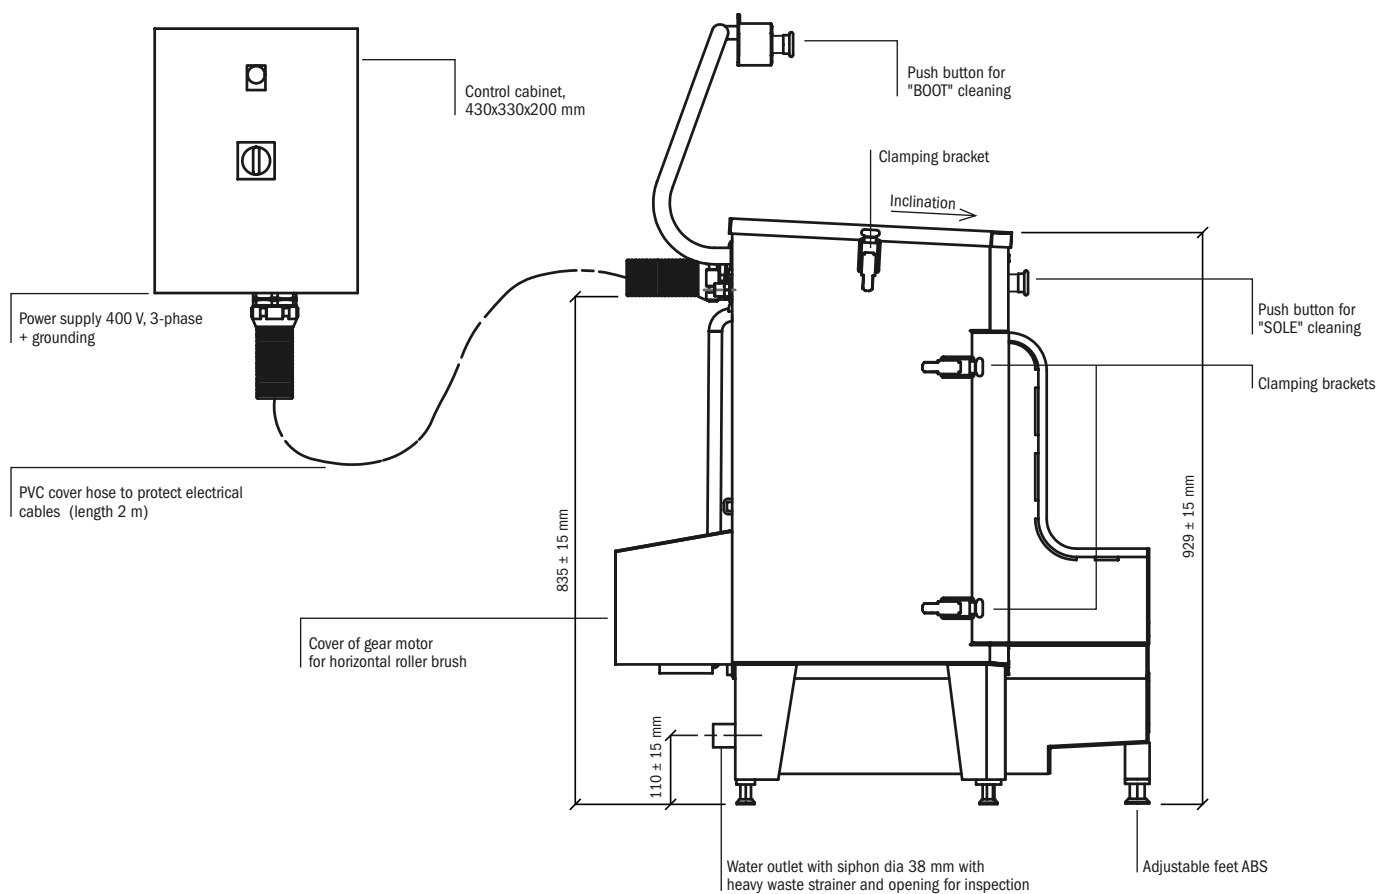 Push button for
"BOOT" cleaning
Control cabinet,
430x330x200 mm
Clamping bracket
Inclination
Power supply 400 V, 3-phase
+ grounding
Push button for
"SOLE" cleaning
Clamping brackets
PVC cover hose to protect electrical
cables (length 2 m)
835 ± 15 mm
929 ± 15 mm
Cover of gear motor
for horizontal roller brush
110 ± 15 mm
Water outlet with siphon dia 38 mm with
heavy waste strainer and opening for inspection
Adjustable feet ABS